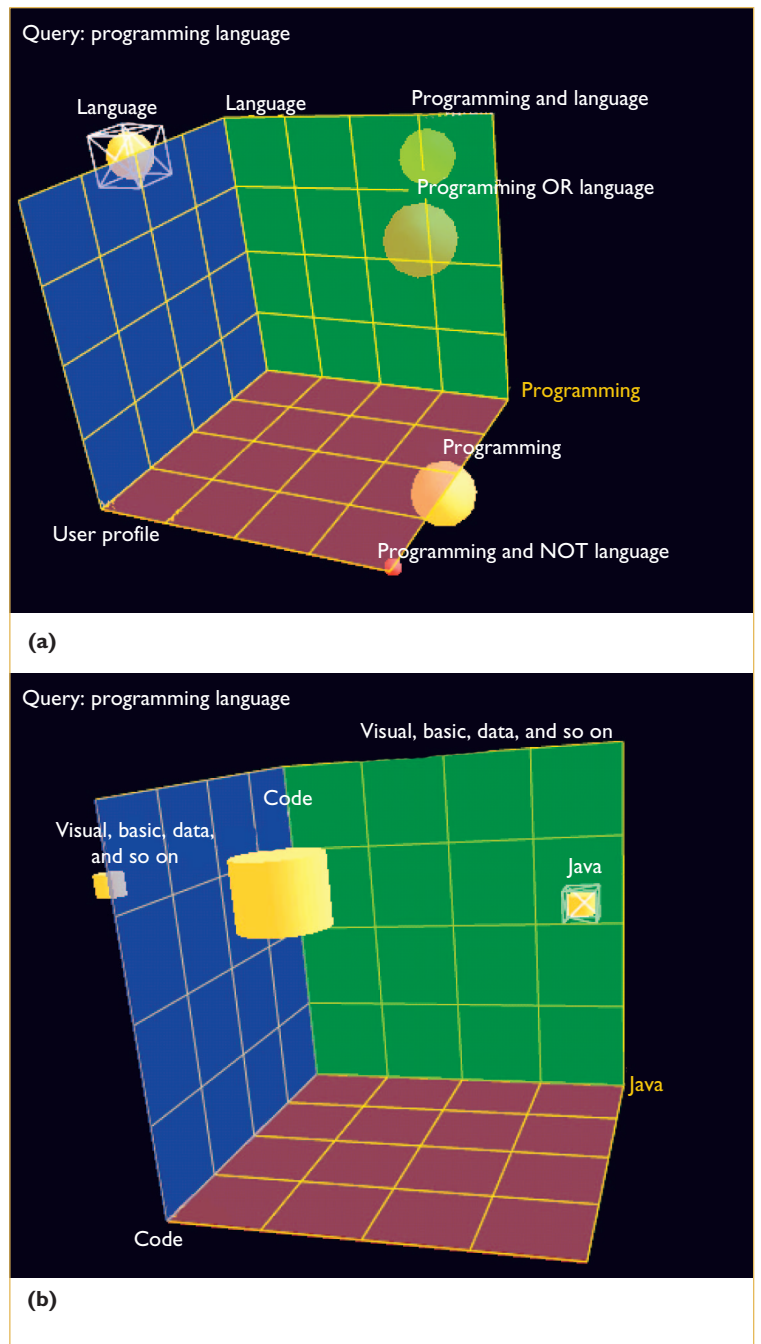 Query: programming language
Language
Language
Programming and language
Programming OR language
Programming
Programming
User profile
Programming and NOT language
(a)
Query: programming language
Visual, basic, data, and so on
Code
Visual, basic, data,
and so on
Java
Java
Code
(b)